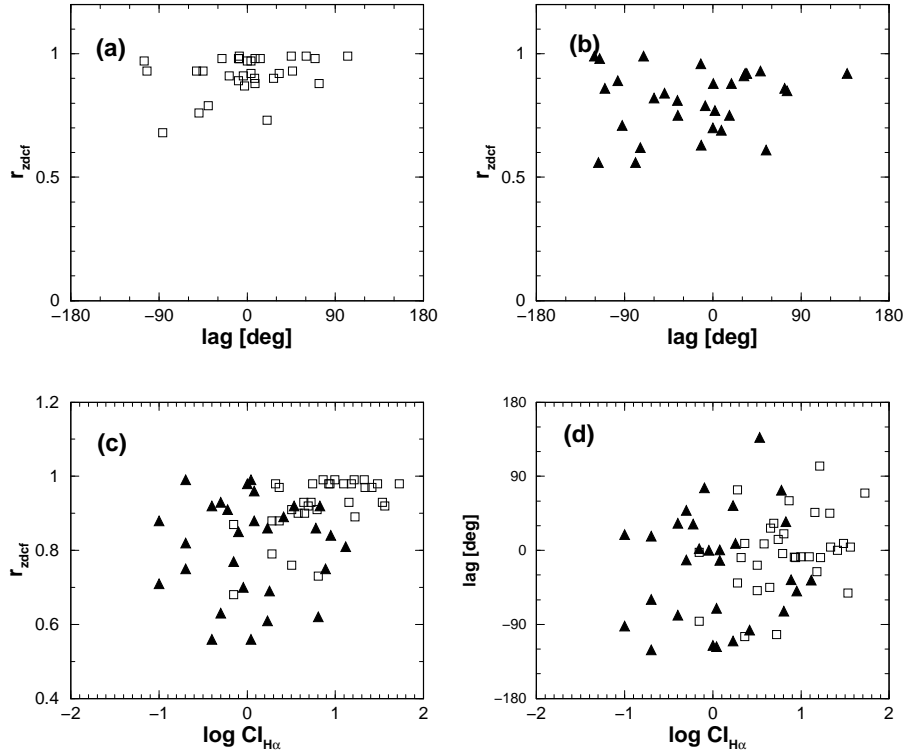 (a)
1
0.5
0
r_zdcf
−180 −90 0 90 180
lag [deg]
(b)
1
0.5
0
r_zdcf
−180 −90 0 90 180
lag [deg]
(c)
1.2
1
0.8
0.6
0.4
r_zdcf
−2 −1 0 1 2
log CI_Hα
(d)
180
90
0
−90
−180
lag [deg]
−2 −1 0 1 2
log CI_Hα